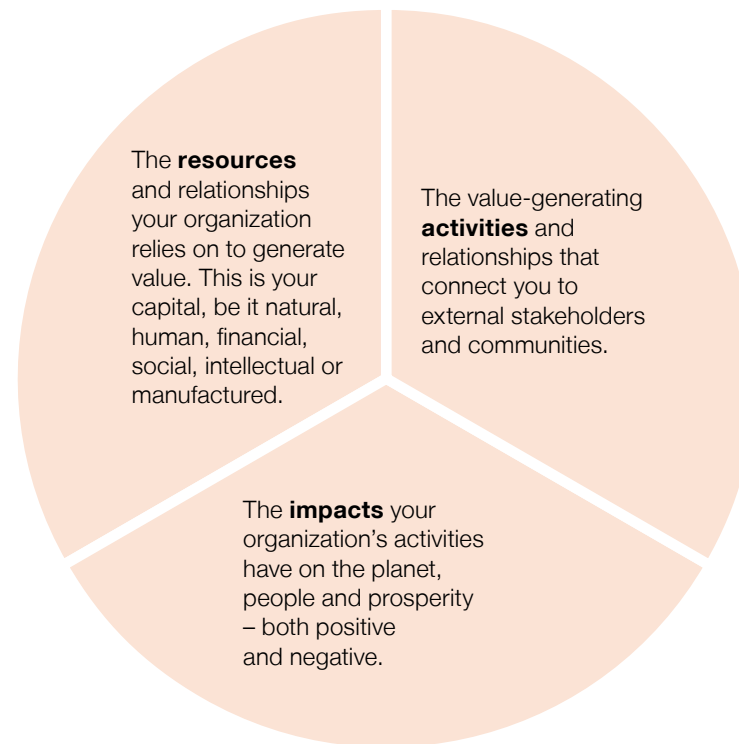 The resources
and relationships
your organization
relies on to generate
value. This is your
capital, be it natural,
human, financial,
social, intellectual or
manufactured.
The value-generating
activities and
relationships that
connect you to
external stakeholders
and communities.
The impacts your
organization’s activities
have on the planet,
people and prosperity
– both positive
and negative.